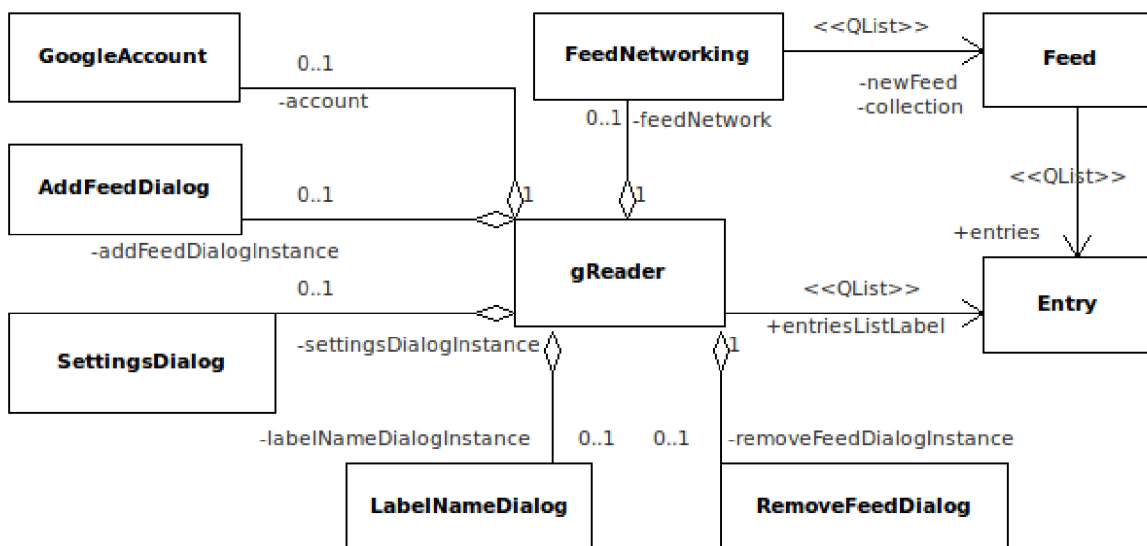 GoogleAccount
0..1
-account
FeedNetworking
0..1
-feedNetwork
<<QList>>
-newFeed
-collection
Feed
AddFeedDialog
0..1
-addFeedDialogInstance
1
1
<<QList>>
+entries
gReader
0..1
SettingsDialog
-settingsDialogInstance
<<QList>>
+entriesListLabel
Entry
1
-labelNameDialogInstance
0..1
0..1
-removeFeedDialogInstance
LabelNameDialog
RemoveFeedDialog